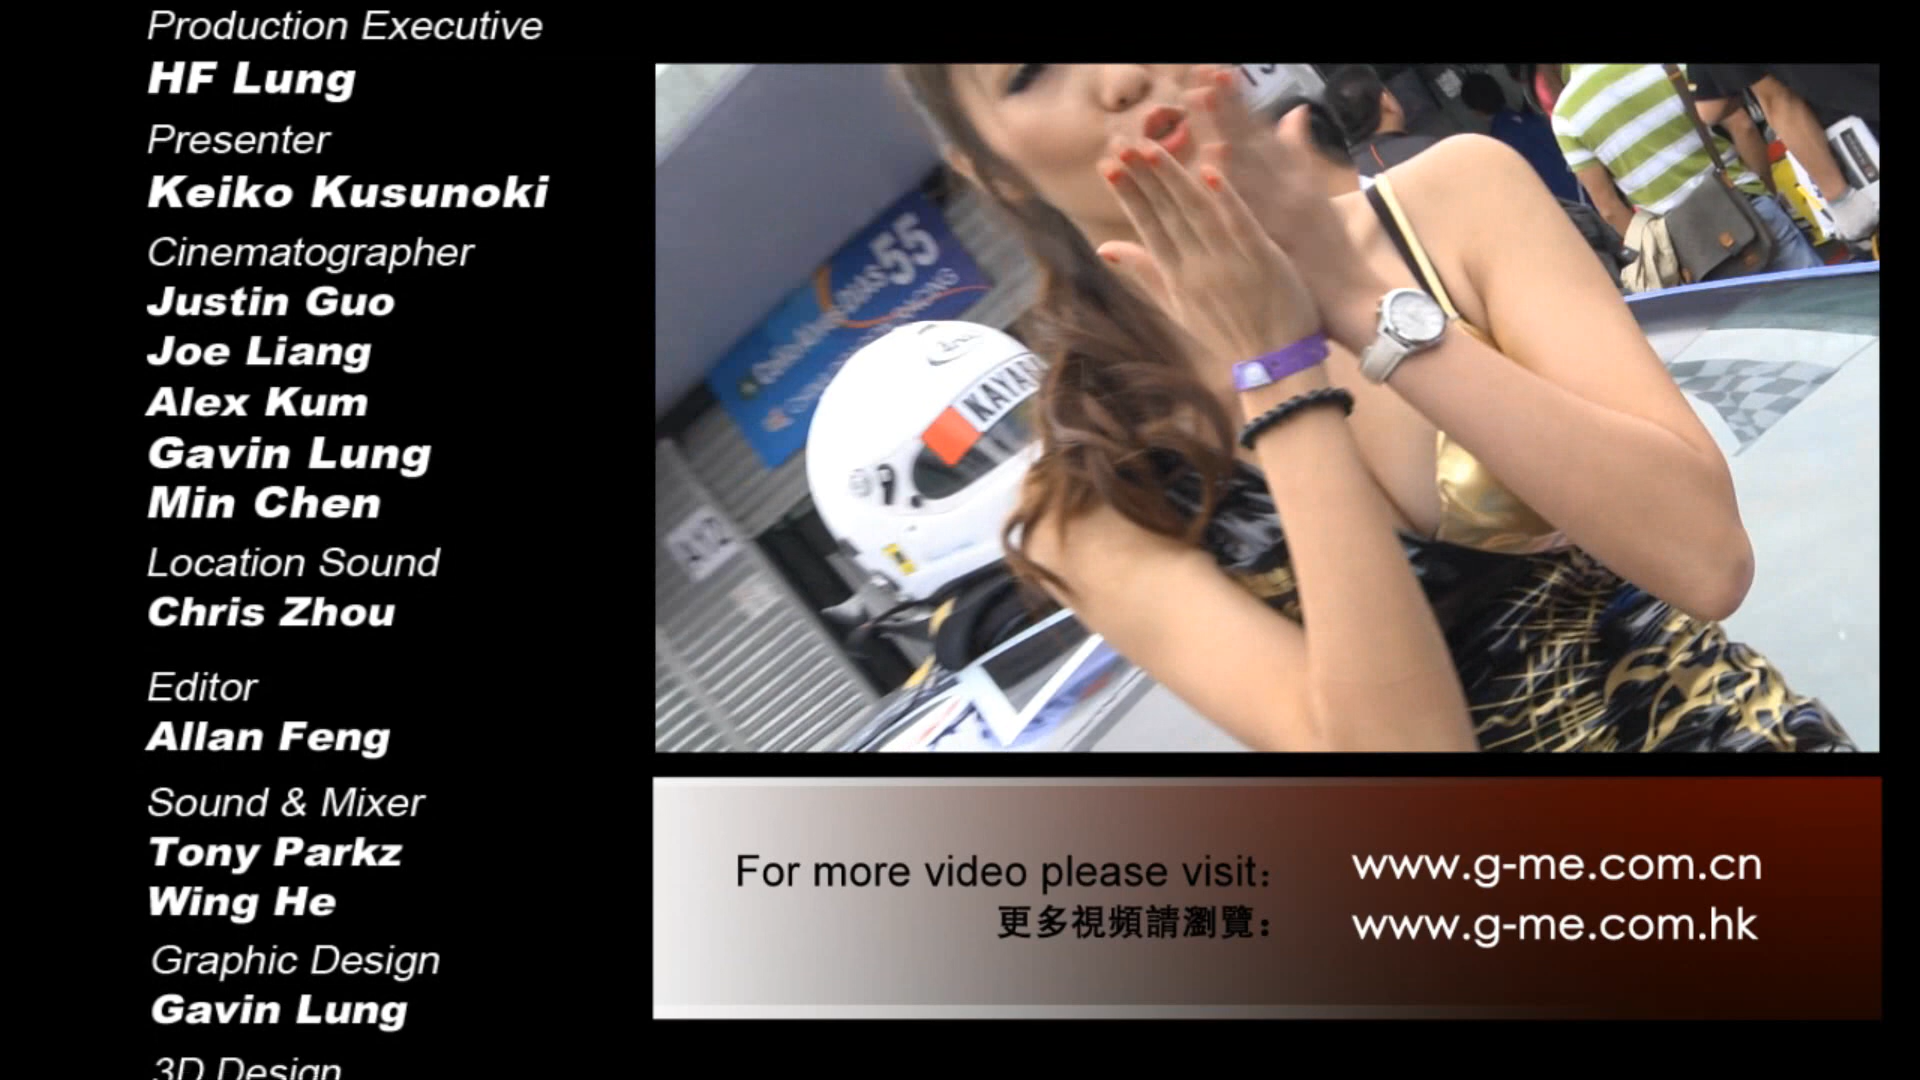 Production Executive
HF Lung
Presenter
Keiko Kusunoki
Cinematographer
Justin Guo
Joe Liang
Alex Kum
Gavin Lung
Min Chen
Location Sound
Chris Zhou
Editor
Allan Feng
Sound & Mixer
Tony Parkz
Wing He
Graphic Design
Gavin Lung
3D Design
55
For more video please visit:
更多視頻請瀏覽：
www.g-me.com.cn
www.g-me.com.hk